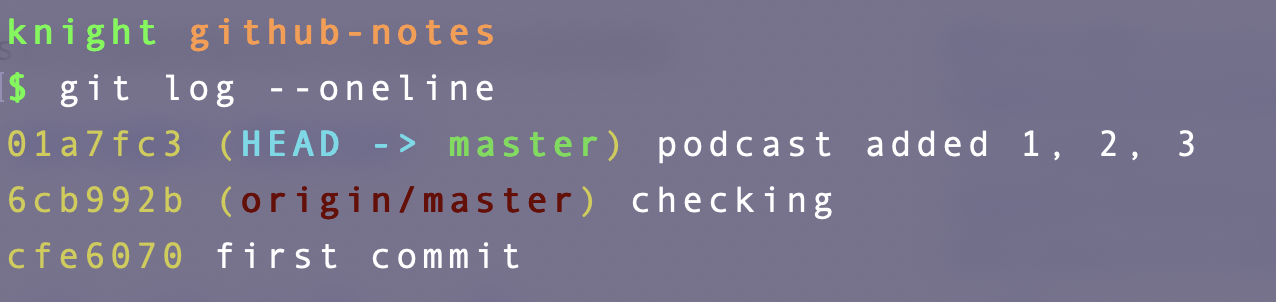 knight github-notes
$ git log --oneline
01a7fc3 (HEAD -> master) podcast added 1, 2, 3
6cb992b (origin/master) checking
cfe6070 first commit